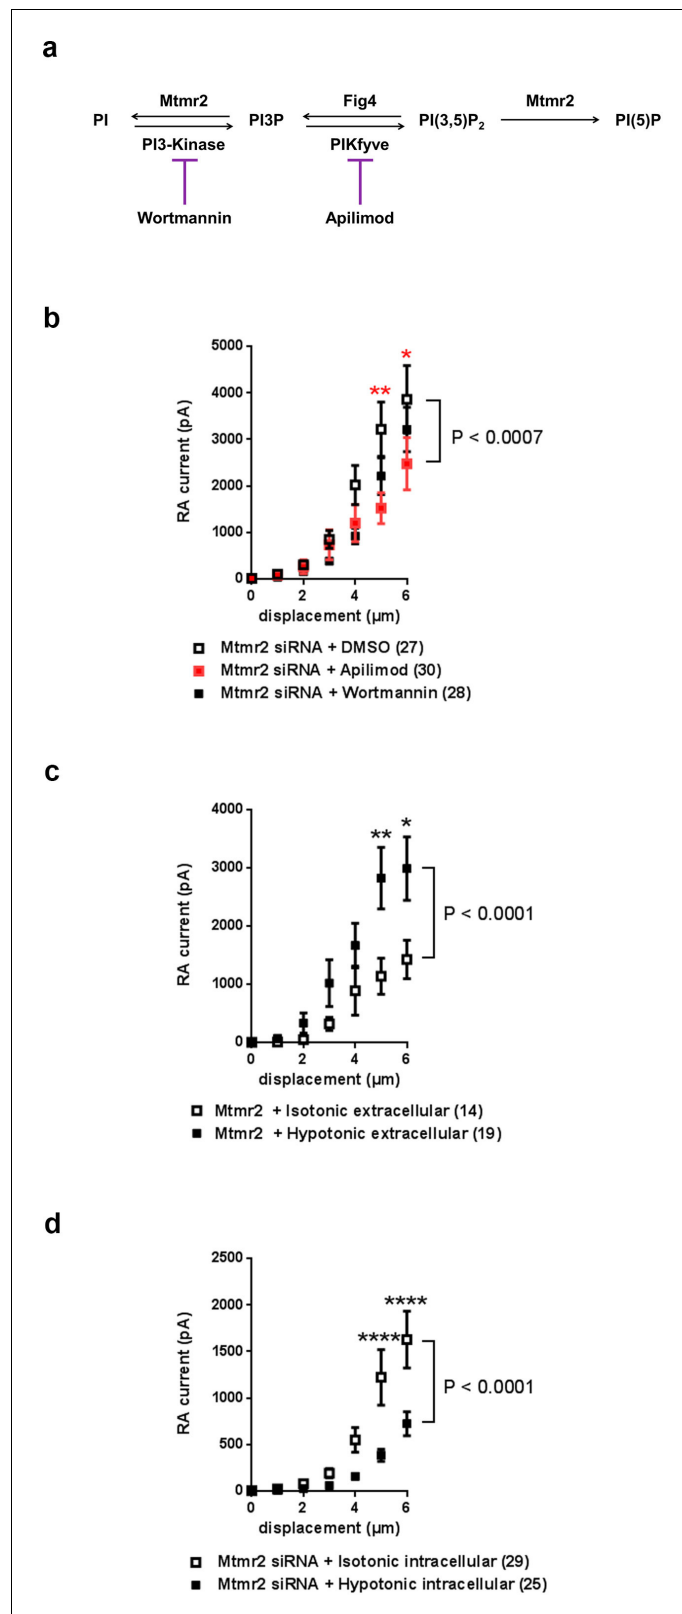 a
Mtmr2 Fig4 Mtmr2
PI PI3P PI(3,5)P2 PI(5)P
PI3-Kinase PIKfyve
Wortmannin Apilimod
b
5000
4000
3000
2000
1000
0
RA current (pA)
** *
P < 0.0007
0 2 4 6
displacement (μm)
Mtmr2 siRNA + DMSO (27)
Mtmr2 siRNA + Apilimod (30)
Mtmr2 siRNA + Wortmannin (28)
c
4000
3000
2000
1000
0
RA current (pA)
** *
P < 0.0001
0 2 4 6
displacement (μm)
Mtmr2 + Isotonic extracellular (14)
Mtmr2 + Hypotonic extracellular (19)
d
2500
2000
1500
1000
500
0
RA current (pA)
****
****
P < 0.0001
0 2 4 6
displacement (μm)
Mtmr2 siRNA + Isotonic intracellular (29)
Mtmr2 siRNA + Hypotonic intracellular (25)